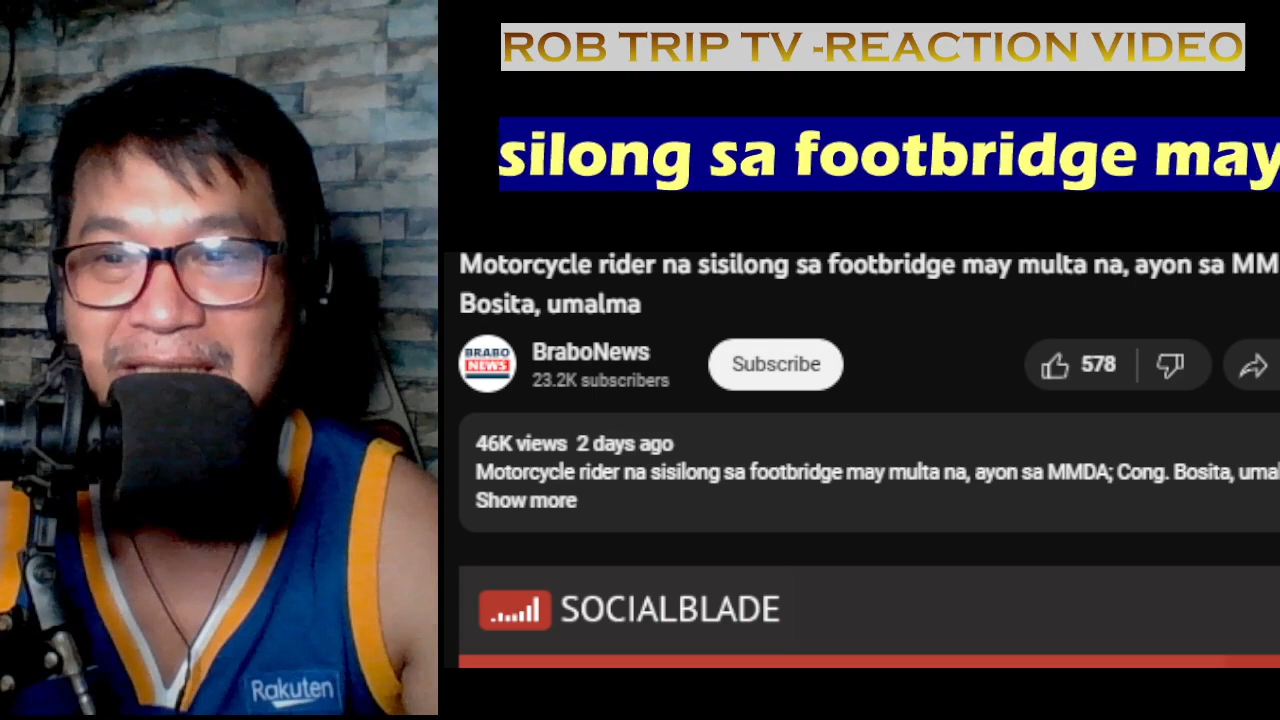 ROB TRIP TV -REACTION VIDEO
silong sa footbridge may
Motorcycle rider na sisilong sa footbridge may multa na, ayon sa MM
Bosita, umalma
BRABO
NEWS
BraboNews
23.2K subscribers
Subscribe
578
46K views 2 days ago
Motorcycle rider na sisilong sa footbridge may multa na, ayon sa MMDA; Cong. Bosita, umal
Show more
SOCIALBLADE
Rakuten